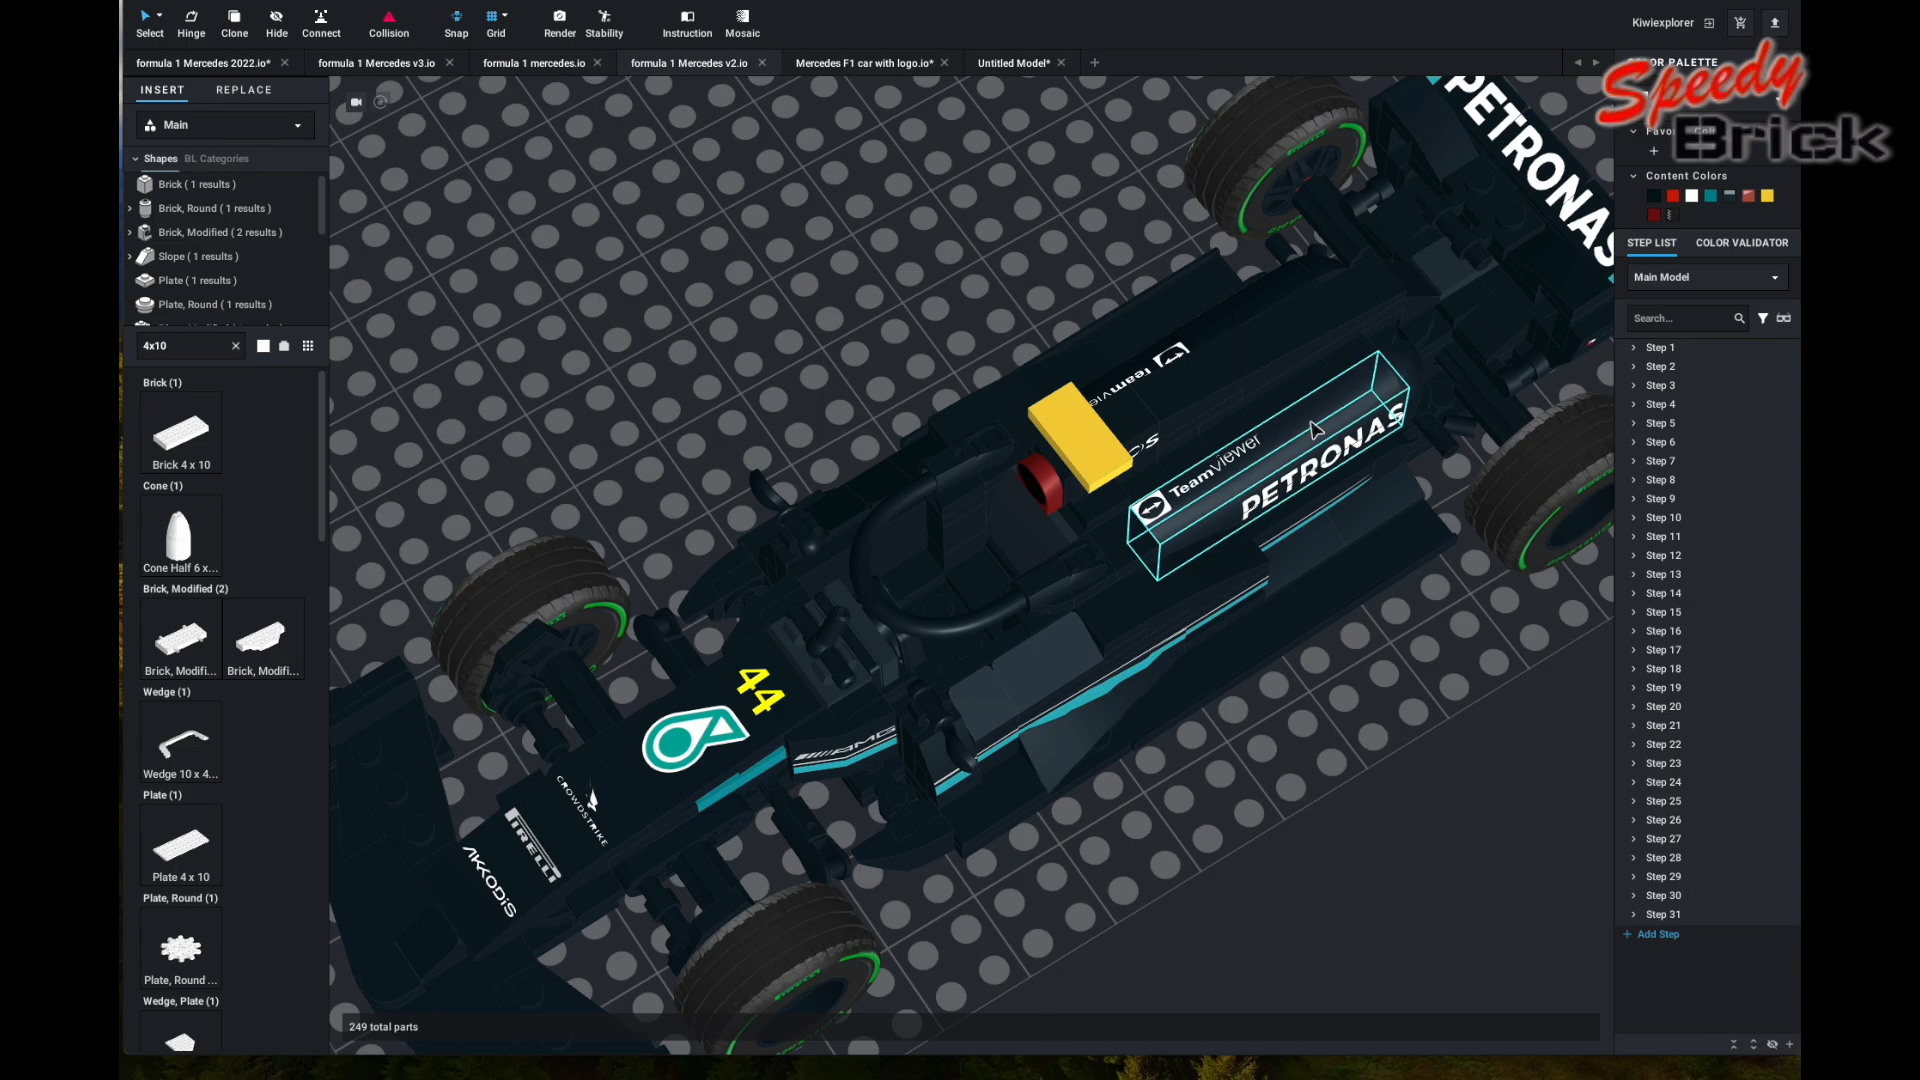 Select
Hinge
Clone
Hide
Connect
Collision
Snap
Grid
Render
Stability
Instruction
Mosaic
Kiwiexplorer
formula 1 Mercedes 2022.io*
formula 1 Mercedes v3.io
formula 1 mercedes.io
formula 1 Mercedes v2.io
Mercedes F1 car with logo.io*
Untitled Model*
Speedy
Brick
INSERT
REPLACE
Main
Shapes
BL Categories
Brick ( 1 results )
Brick, Round ( 1 results )
Brick, Modified ( 2 results )
Slope ( 1 results )
Plate ( 1 results )
Plate, Round ( 1 results )
4x10
Brick (1)
Brick 4 x 10
Cone (1)
Cone Half 6 x...
Brick, Modified (2)
Brick, Modifi...
Brick, Modifi...
Wedge (1)
Wedge 10 x 4...
Plate (1)
Plate 4 x 10
Plate, Round (1)
Plate, Round ...
Wedge, Plate (1)
PETRONAS
TeamViewer
PETRONAS
44
AMG
CROWDSTRIKE
PIRELLI
AKKODIS
249 total parts
Content Colors
STEP LIST
COLOR VALIDATOR
Main Model
Search...
Step 1
Step 2
Step 3
Step 4
Step 5
Step 6
Step 7
Step 8
Step 9
Step 10
Step 11
Step 12
Step 13
Step 14
Step 15
Step 16
Step 17
Step 18
Step 19
Step 20
Step 21
Step 22
Step 23
Step 24
Step 25
Step 26
Step 27
Step 28
Step 29
Step 30
Step 31
Add Step